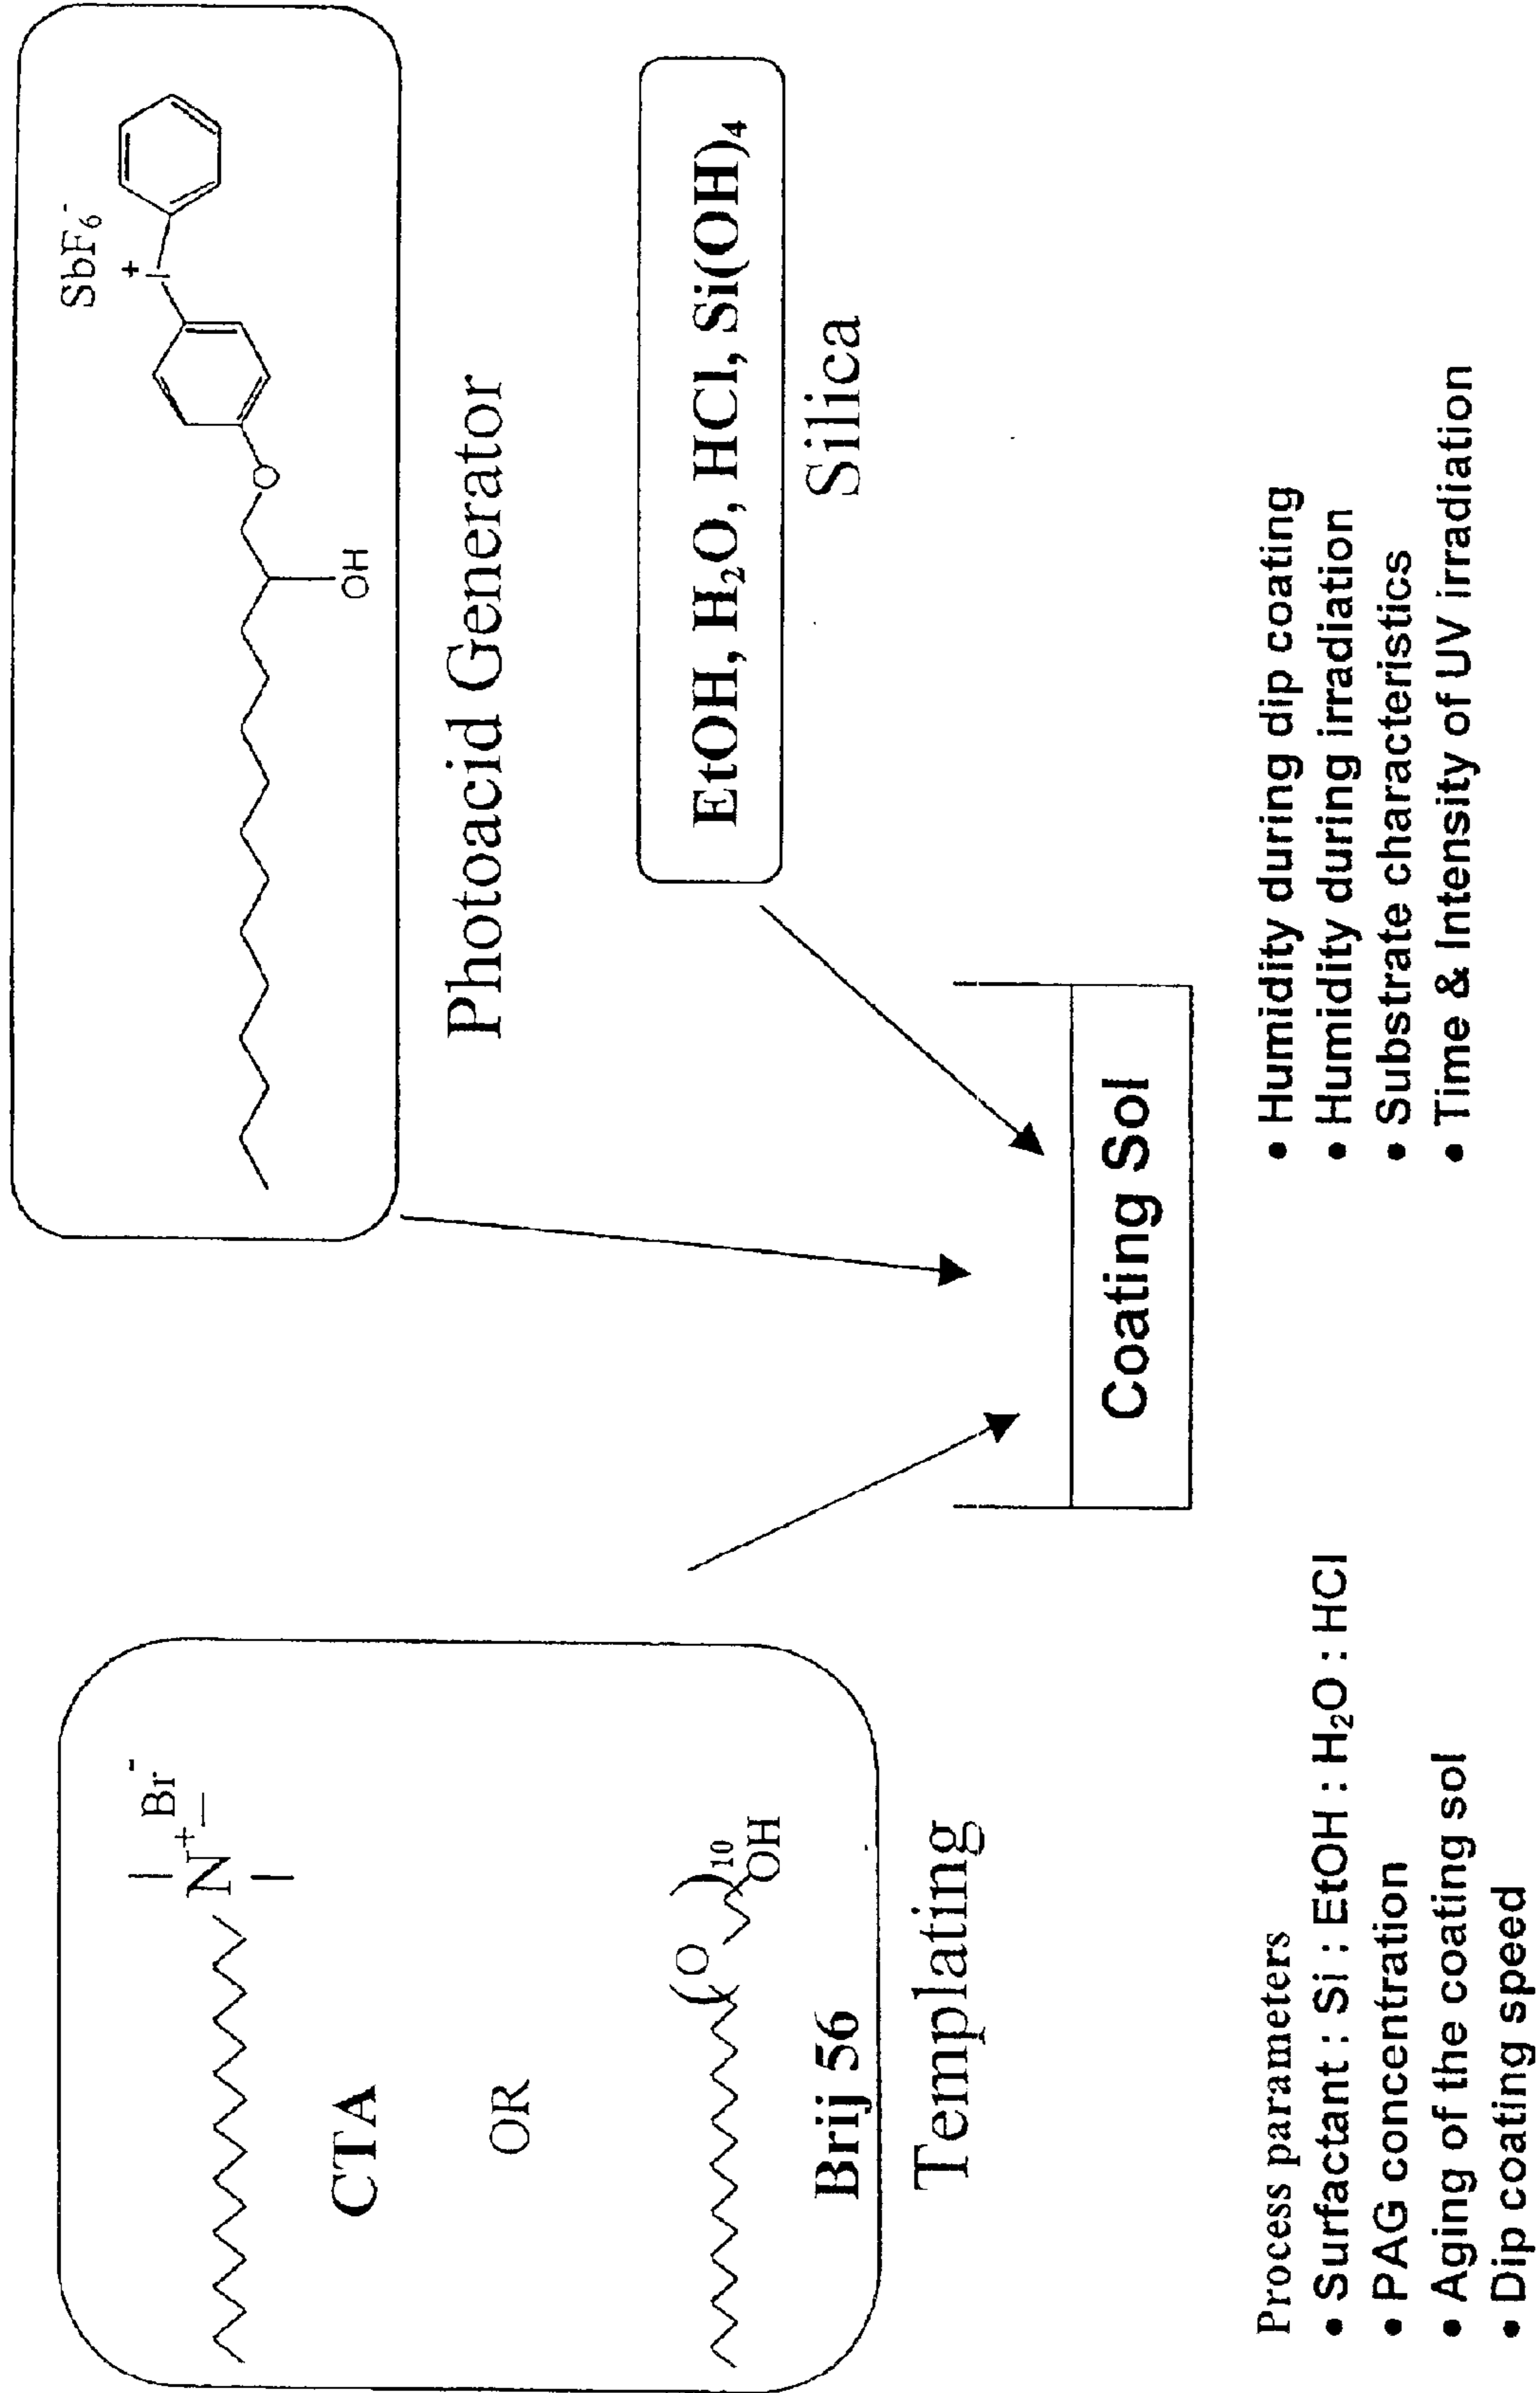 Br⁻
N⁺
CTA
OR
(O)₁₀
OH
Brij 56
Templating
SbF₆⁻
I⁺
O
OH
Photoacid Generator
EtOH, H₂O, HCl, Si(OH)₄
Silica
Coating Sol
Process parameters
• Surfactant : Si : EtOH : H₂O : HCl
• PAG concentration
• Aging of the coating sol
• Dip coating speed
• Humidity during dip coating
• Humidity during irradiation
• Substrate characteristics
• Time & Intensity of UV irradiation